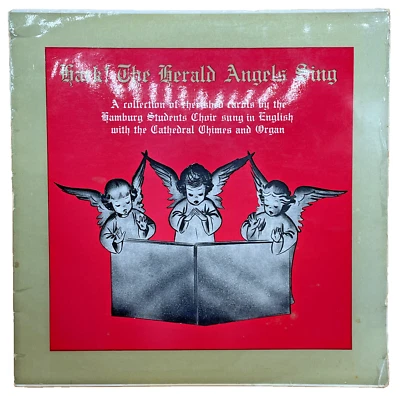 Hark! The Herald Angels Sing
A collection of cherished carols by the
Hamburg Students Choir sung in English
with the Cathedral Chimes and Organ